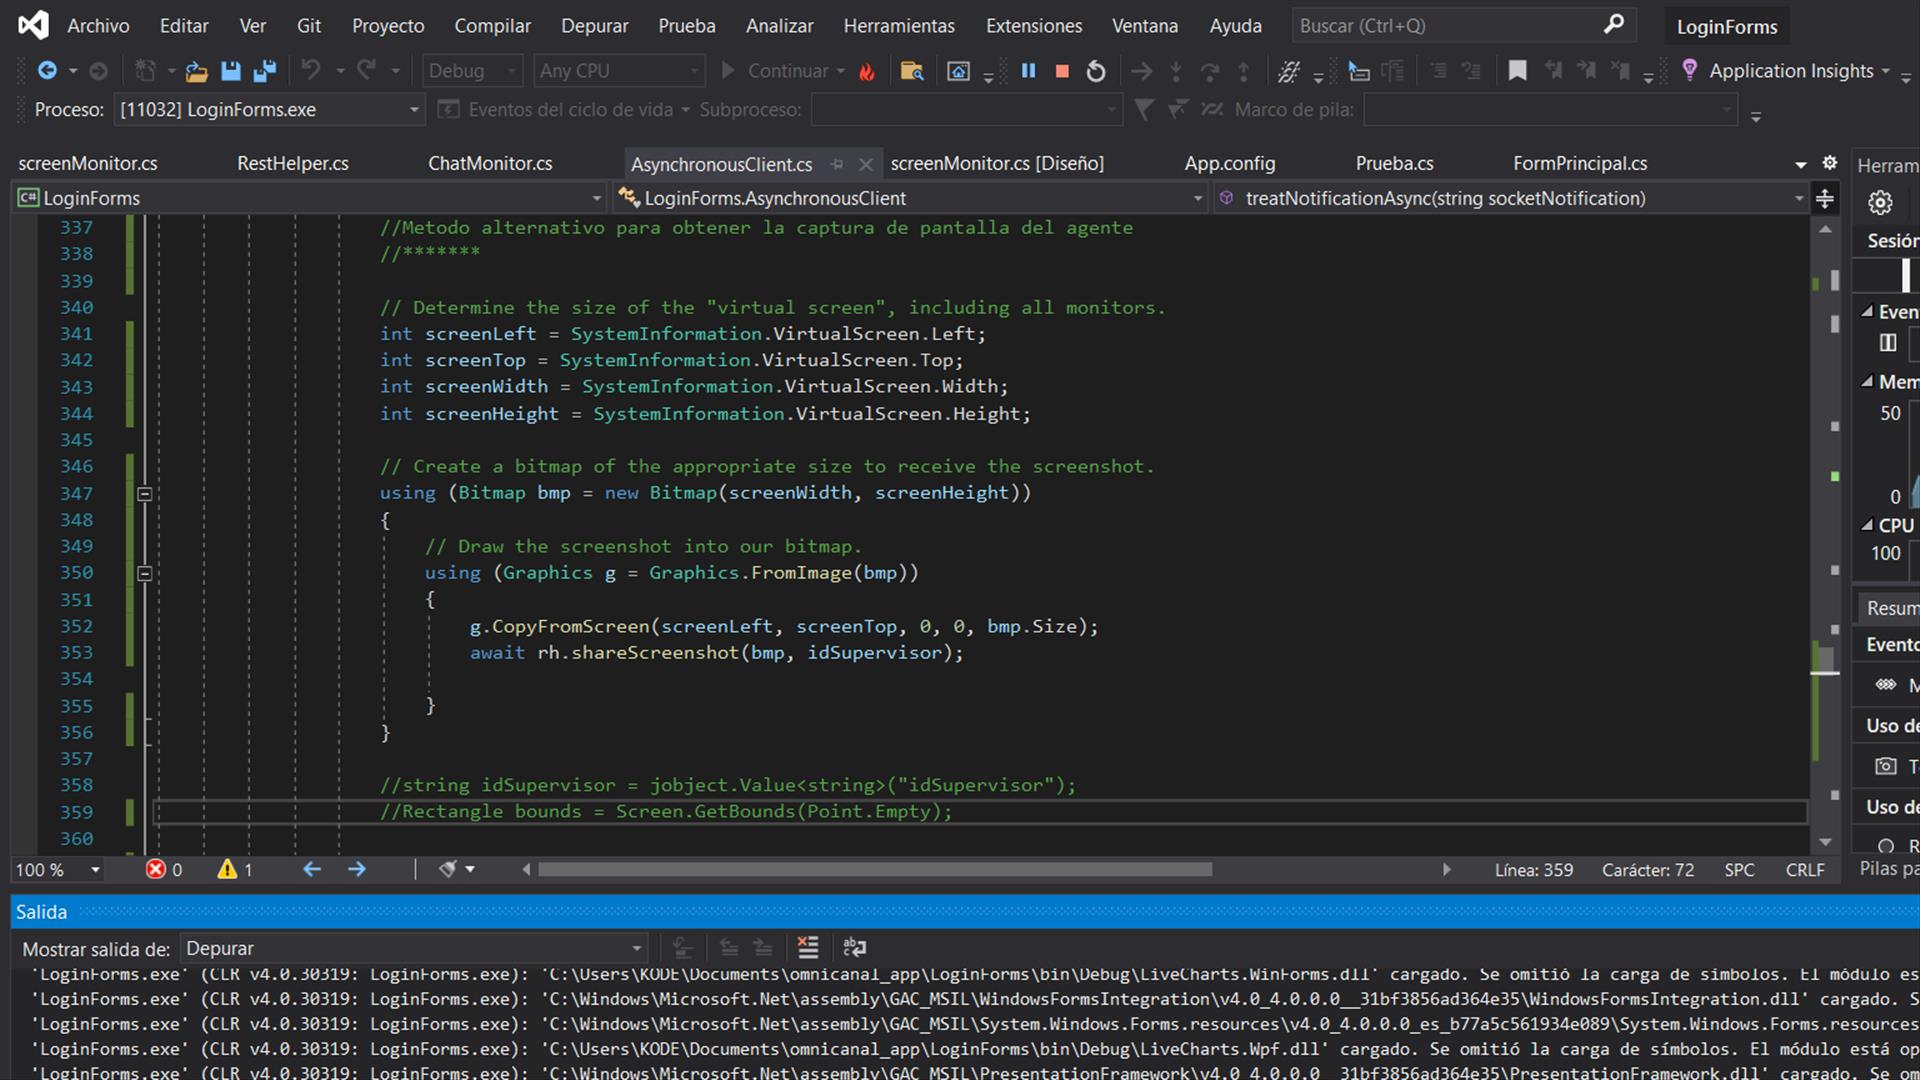 Archivo Editar Ver Git Proyecto Compilar Depurar Prueba Analizar Herramientas Extensiones Ventana Ayuda Buscar (Ctrl+Q) LoginForms
Debug Any CPU Continuar Application Insights
Proceso: [11032] LoginForms.exe Eventos del ciclo de vida Subproceso: Marco de pila:
screenMonitor.cs RestHelper.cs ChatMonitor.cs AsynchronousClient.cs screenMonitor.cs [Diseño] App.config Prueba.cs FormPrincipal.cs
C# LoginForms LoginForms.AsynchronousClient treatNotificationAsync(string socketNotification)
337 //Metodo alternativo para obtener la captura de pantalla del agente
338 //*******
339
340 // Determine the size of the "virtual screen", including all monitors.
341 int screenLeft = SystemInformation.VirtualScreen.Left;
342 int screenTop = SystemInformation.VirtualScreen.Top;
343 int screenWidth = SystemInformation.VirtualScreen.Width;
344 int screenHeight = SystemInformation.VirtualScreen.Height;
345
346 // Create a bitmap of the appropriate size to receive the screenshot.
347 using (Bitmap bmp = new Bitmap(screenWidth, screenHeight))
348 {
349 // Draw the screenshot into our bitmap.
350 using (Graphics g = Graphics.FromImage(bmp))
351 {
352 g.CopyFromScreen(screenLeft, screenTop, 0, 0, bmp.Size);
353 await rh.shareScreenshot(bmp, idSupervisor);
354
355 }
356 }
357
358 //string idSupervisor = jobject.Value<string>("idSupervisor");
359 //Rectangle bounds = Screen.GetBounds(Point.Empty);
360
100 % 0 1 Línea: 359 Carácter: 72 SPC CRLF
Herram
Sesión
Even
Mem
50
0
CPU
100
Resum
Evento
M
Uso de
T
Uso de
R
Pilas pa
Salida
Mostrar salida de: Depurar
'LoginForms.exe' (CLR v4.0.30319: LoginForms.exe): 'C:\Users\KODE\Documents\omnicanal_app\LoginForms\bin\Debug\LiveCharts.WinForms.dll' cargado. Se omitió la carga de símbolos. El módulo es
'LoginForms.exe' (CLR v4.0.30319: LoginForms.exe): 'C:\Windows\Microsoft.Net\assembly\GAC_MSIL\WindowsFormsIntegration\v4.0_4.0.0.0__31bf3856ad364e35\WindowsFormsIntegration.dll' cargado. S
'LoginForms.exe' (CLR v4.0.30319: LoginForms.exe): 'C:\Windows\Microsoft.Net\assembly\GAC_MSIL\System.Windows.Forms.resources\v4.0_4.0.0.0_es_b77a5c561934e089\System.Windows.Forms.resources
'LoginForms.exe' (CLR v4.0.30319: LoginForms.exe): 'C:\Users\KODE\Documents\omnicanal_app\LoginForms\bin\Debug\LiveCharts.Wpf.dll' cargado. Se omitió la carga de símbolos. El módulo está op
'LoginForms.exe' (CLR v4.0.30319: LoginForms.exe): 'C:\Windows\Microsoft.Net\assembly\GAC_MSIL\PresentationFramework\v4.0_4.0.0.0__31bf3856ad364e35\PresentationFramework.dll' cargado. Se om